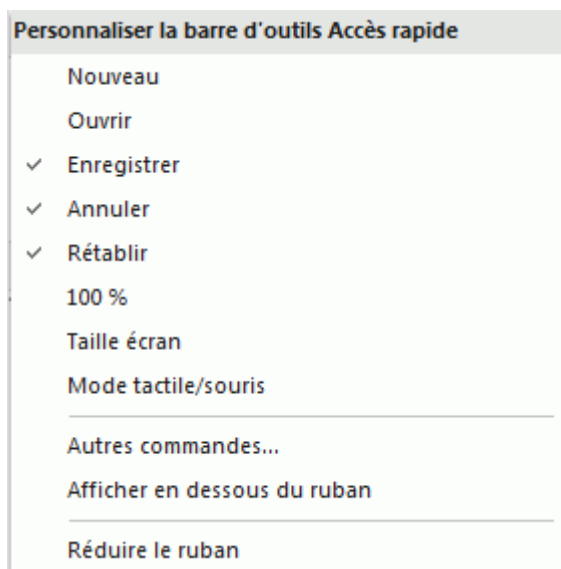 Personnaliser la barre d'outils Accès rapide
Nouveau
Ouvrir
Enregistrer
Annuler
Rétablir
100 %
Taille écran
Mode tactile/souris
Autres commandes...
Afficher en dessous du ruban
Réduire le ruban